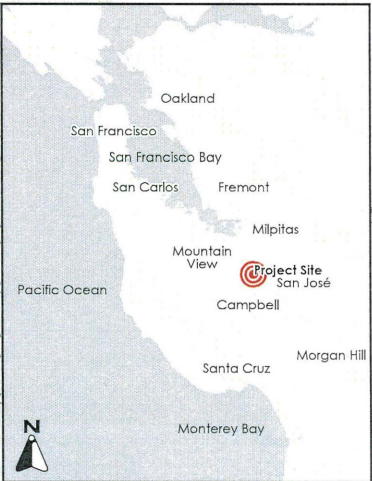 Oakland
San Francisco
San Francisco Bay
San Carlos
Fremont
Milpitas
Mountain
View
Project Site
San José
Pacific Ocean
Campbell
Morgan Hill
Santa Cruz
N
Monterey Bay